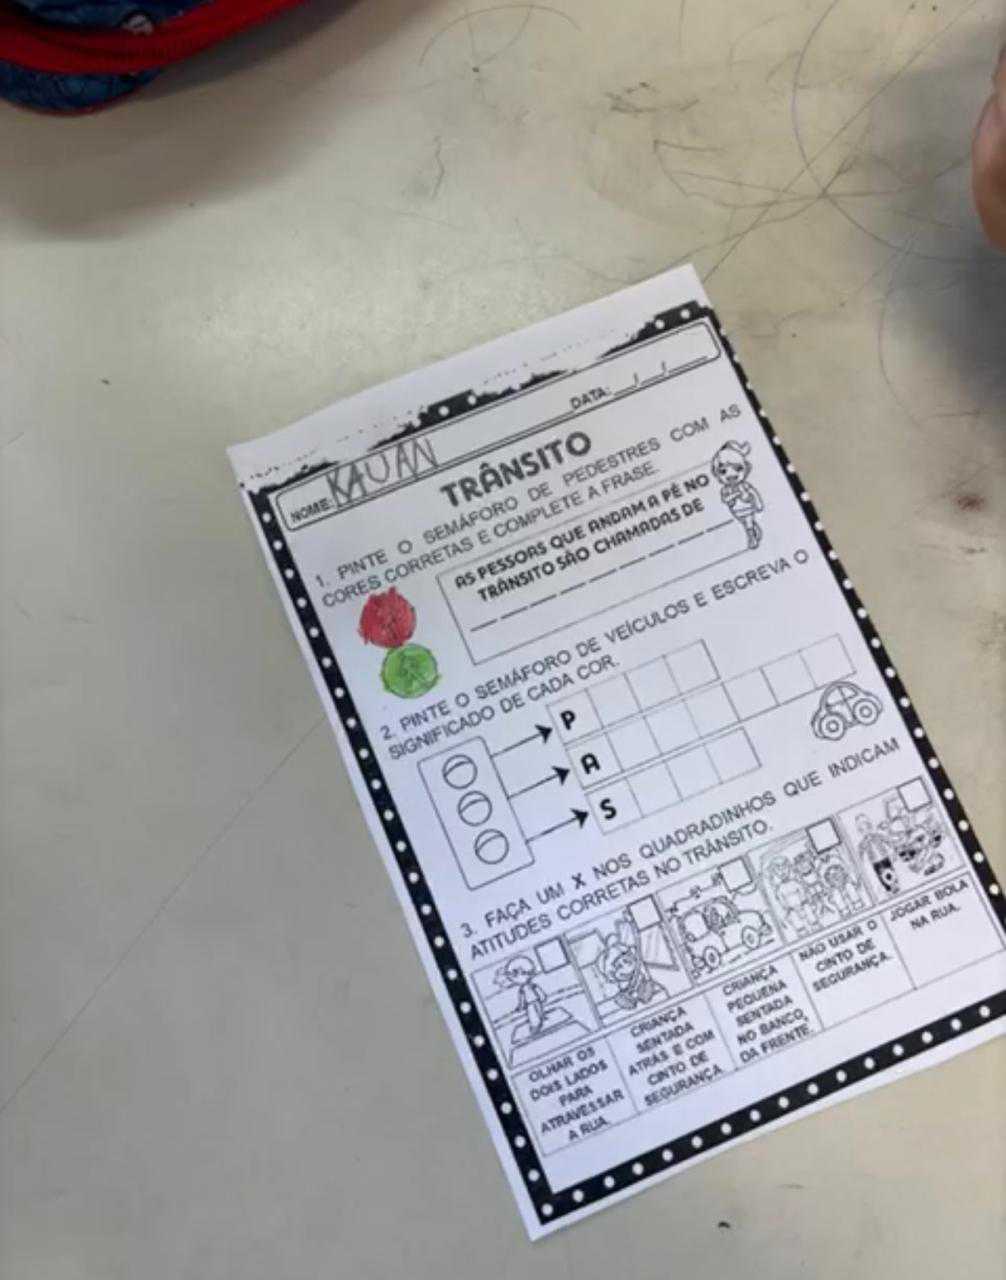 NOME: KAUAN DATA: __/__/____
TRÂNSITO
1. PINTE O SEMÁFORO DE PEDESTRES COM AS
CORES CORRETAS E COMPLETE A FRASE.
AS PESSOAS QUE ANDAM A PÉ NO
TRÂNSITO SÃO CHAMADAS DE
2. PINTE O SEMÁFORO DE VEÍCULOS E ESCREVA O
SIGNIFICADO DE CADA COR.
P
A
S
3. FAÇA UM X NOS QUADRADINHOS QUE INDICAM
ATITUDES CORRETAS NO TRÂNSITO.
OLHAR OS
DOIS LADOS
PARA
ATRAVESSAR
A RUA.
CRIANÇA
SENTADA
ATRÁS E COM
CINTO DE
SEGURANÇA
CRIANÇA
PEQUENA
SENTADA
NO BANCO
DA FRENTE.
NÃO USAR O
CINTO DE
SEGURANÇA.
JOGAR BOLA
NA RUA.